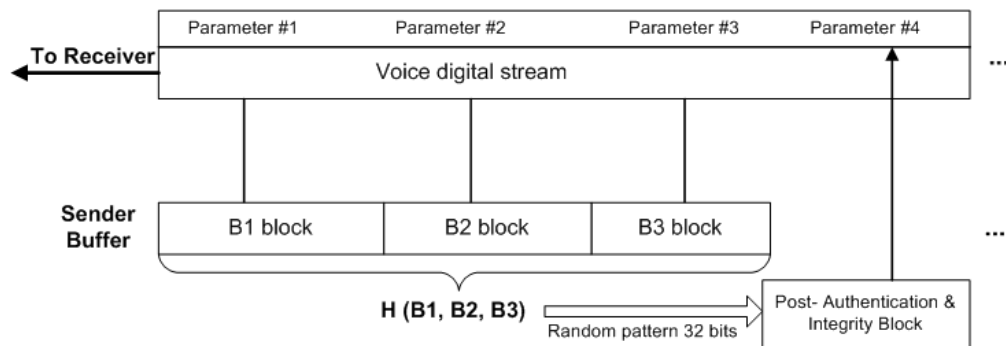 Parameter #1 Parameter #2 Parameter #3 Parameter #4
To Receiver
Voice digital stream
...
Sender
Buffer
B1 block B2 block B3 block
...
H (B1, B2, B3)
Random pattern 32 bits
Post- Authentication &
Integrity Block